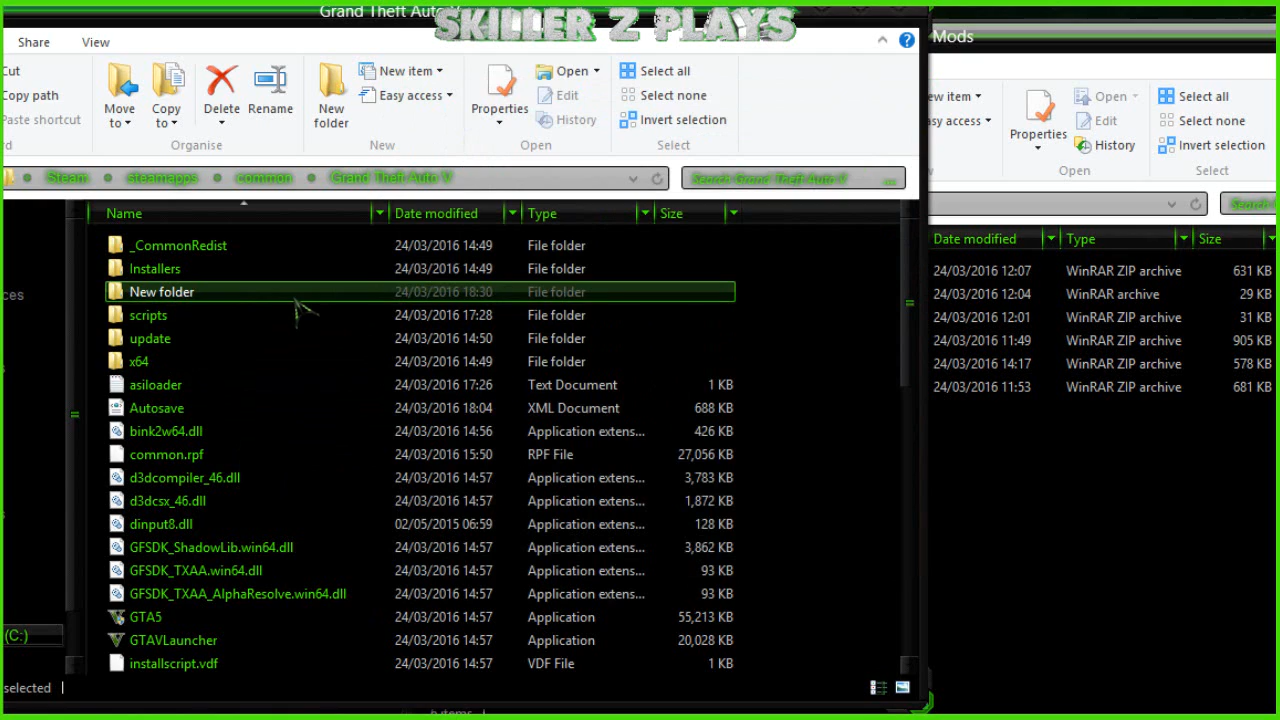 Grand Theft Auto V
SKILLER Z PLAYS
Mods
Share View
Cut
Copy path
Paste shortcut
Move to
Copy to
Delete
Rename
New folder
New item
Easy access
Properties
Open
Edit
History
Select all
Select none
Invert selection
Organise New Open Select
ew item
asy access
Properties
Open
Edit
History
Select all
Select none
Invert selection
Open Select
Steam steamapps common Grand Theft Auto V
Search Grand Theft Auto V
Search
Name Date modified Type Size
_CommonRedist 24/03/2016 14:49 File folder
Installers 24/03/2016 14:49 File folder
New folder 24/03/2016 18:30 File folder
scripts 24/03/2016 17:28 File folder
update 24/03/2016 14:50 File folder
x64 24/03/2016 14:49 File folder
asiloader 24/03/2016 17:26 Text Document 1 KB
Autosave 24/03/2016 18:04 XML Document 688 KB
bink2w64.dll 24/03/2016 14:56 Application extens... 426 KB
common.rpf 24/03/2016 15:50 RPF File 27,056 KB
d3dcompiler_46.dll 24/03/2016 14:57 Application extens... 3,783 KB
d3dcsx_46.dll 24/03/2016 14:57 Application extens... 1,872 KB
dinput8.dll 02/05/2015 06:59 Application extens... 128 KB
GFSDK_ShadowLib.win64.dll 24/03/2016 14:57 Application extens... 3,862 KB
GFSDK_TXAA.win64.dll 24/03/2016 14:57 Application extens... 93 KB
GFSDK_TXAA_AlphaResolve.win64.dll 24/03/2016 14:57 Application extens... 93 KB
GTA5 24/03/2016 14:57 Application 55,213 KB
GTAVLauncher 24/03/2016 14:57 Application 20,028 KB
installscript.vdf 24/03/2016 14:57 VDF File 1 KB
Date modified Type Size
24/03/2016 12:07 WinRAR ZIP archive 631 KB
24/03/2016 12:04 WinRAR archive 29 KB
24/03/2016 12:01 WinRAR ZIP archive 31 KB
24/03/2016 11:49 WinRAR ZIP archive 905 KB
24/03/2016 14:17 WinRAR ZIP archive 578 KB
24/03/2016 11:53 WinRAR ZIP archive 681 KB
ces
(C:)
selected